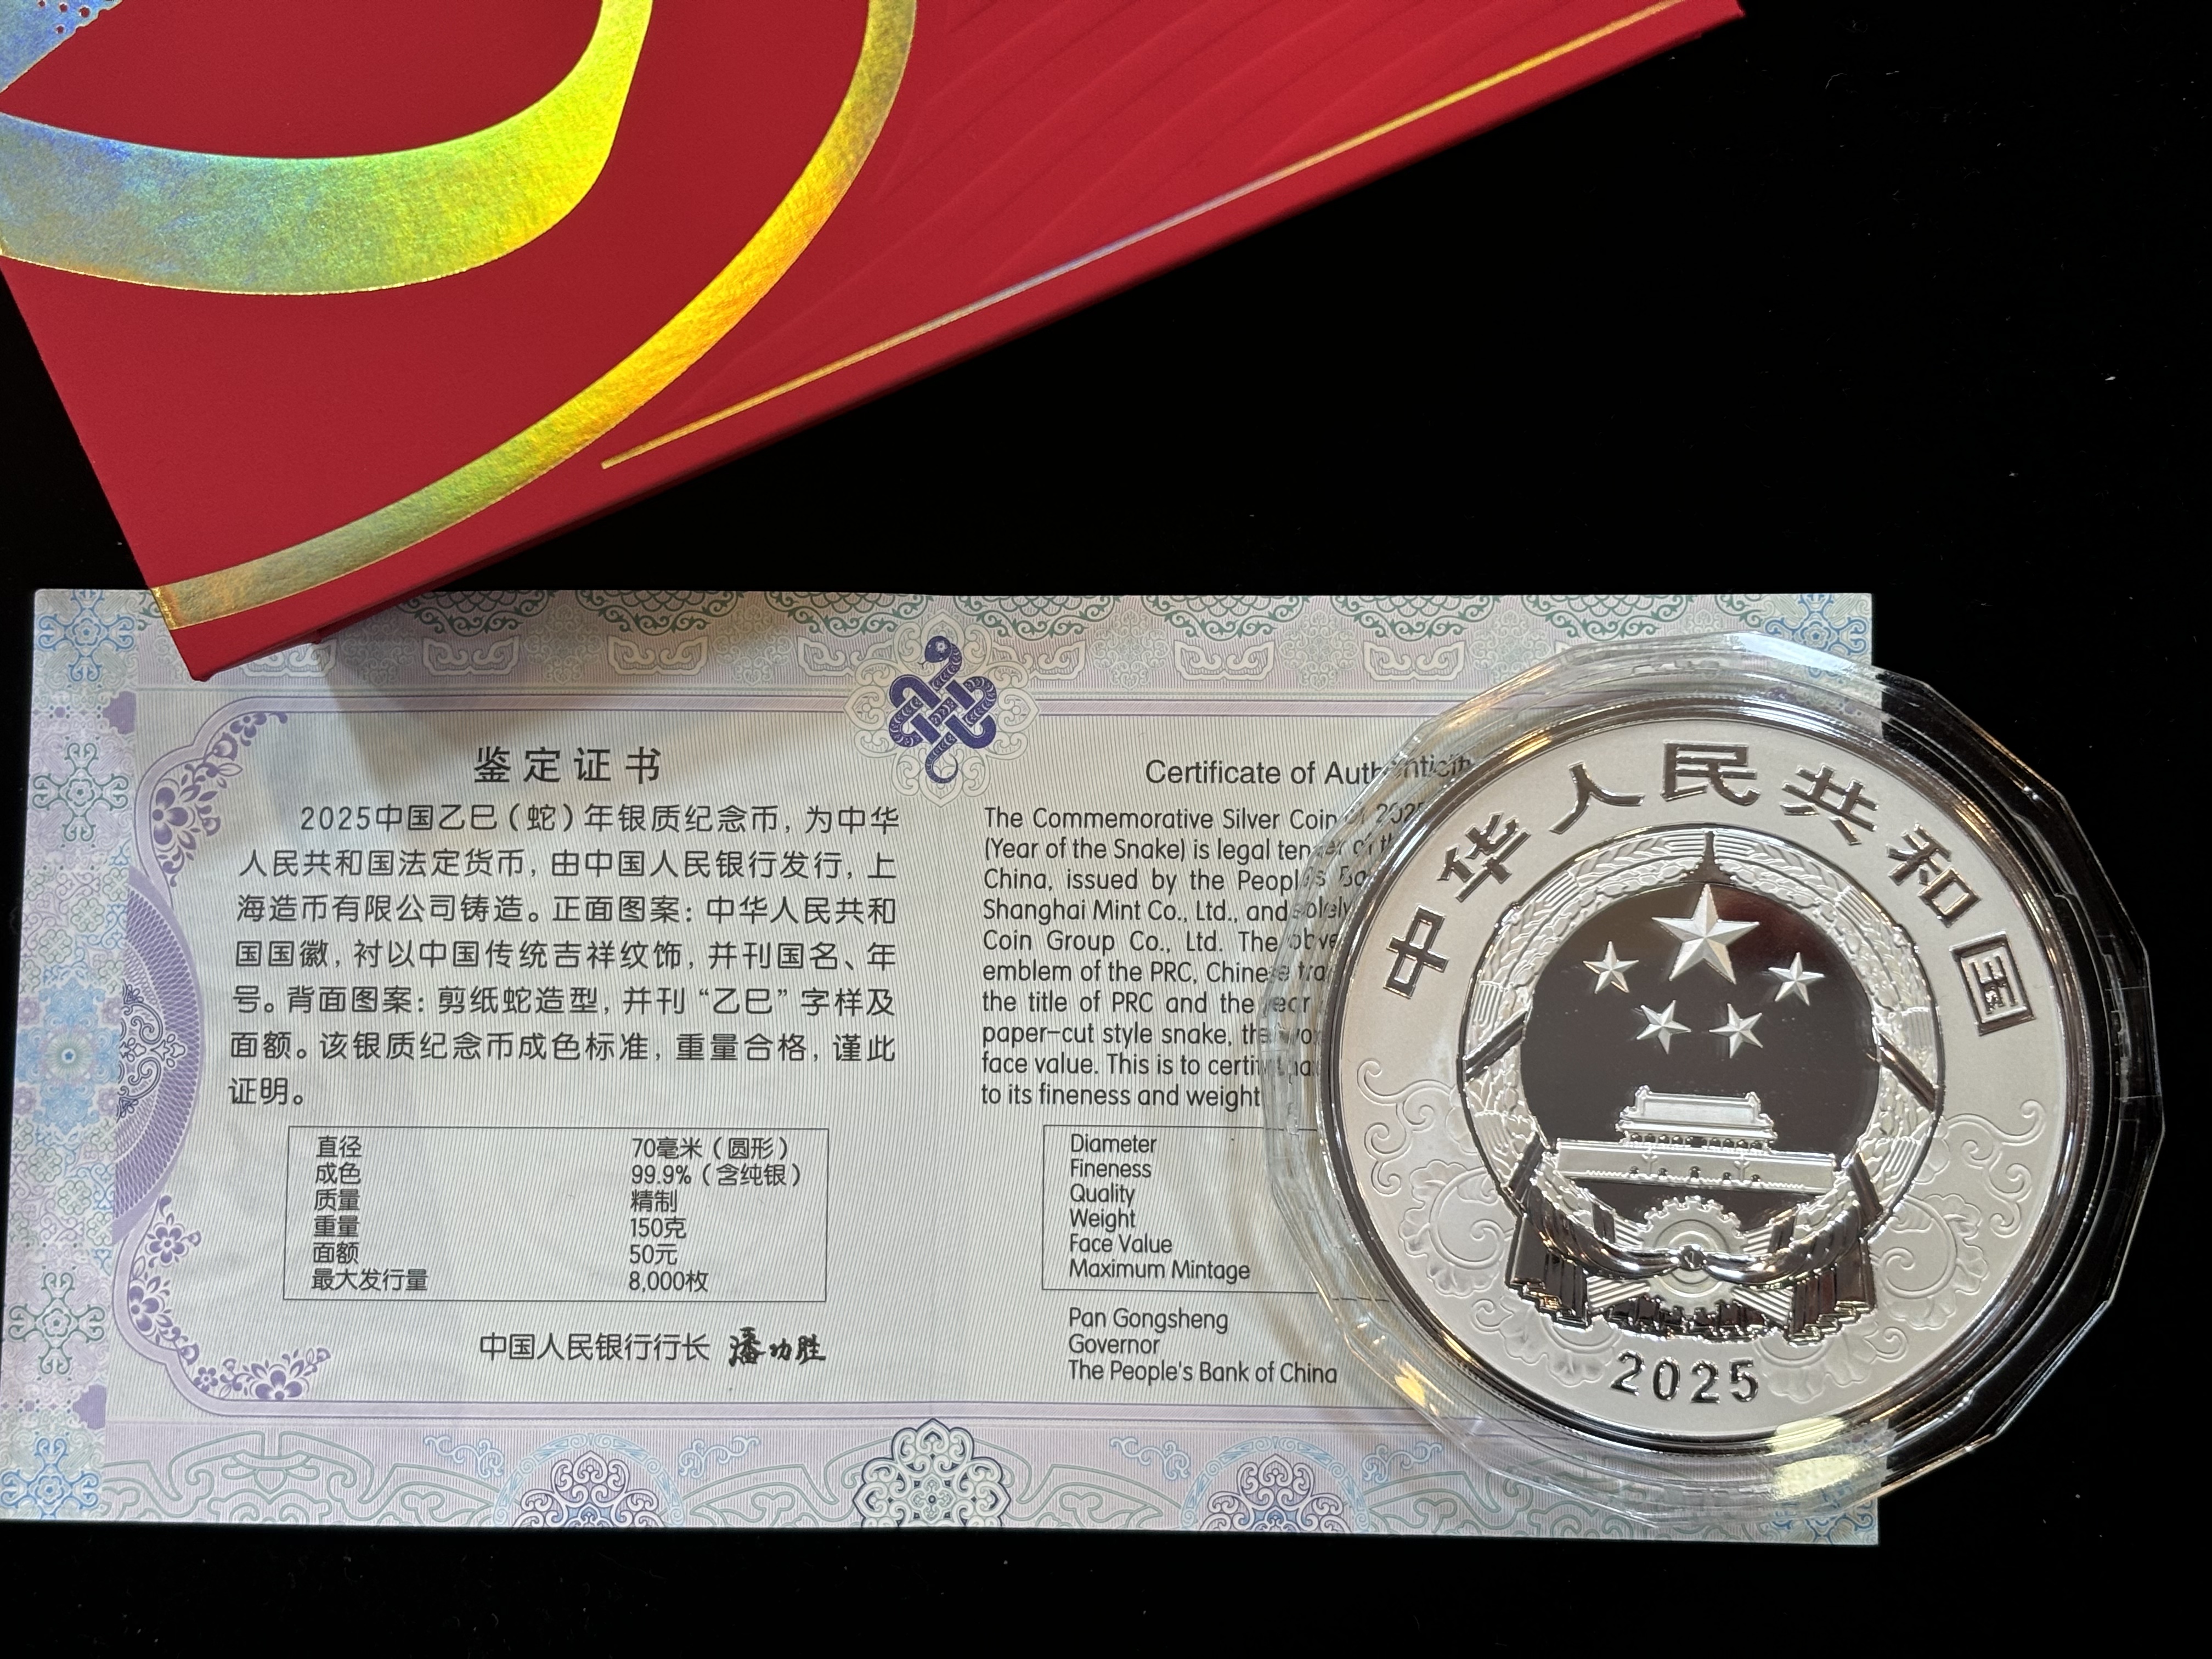 鉴定证书
2025中国乙巳（蛇）年银质纪念币，为中华
人民共和国法定货币，由中国人民银行发行，上
海造币有限公司铸造。正面图案：中华人民共和
国国徽，衬以中国传统吉祥纹饰，并刊国名、年
号。背面图案：剪纸蛇造型，并刊“乙巳”字样及
面额。该银质纪念币成色标准，重量合格，谨此
证明。
直径 70毫米（圆形）
成色 99.9%（含纯银）
质量 精制
重量 150克
面额 50元
最大发行量 8,000枚
中国人民银行行长 潘功胜
Certificate of Authenticity
The Commemorative Silver Coin of 2025
(Year of the Snake) is legal tender of
China, issued by the People's
Shanghai Mint Co., Ltd., and solely
Coin Group Co., Ltd. The
emblem of the PRC, Chinese
the title of PRC and the year
paper-cut style snake, the
face value. This is to certify
to its fineness and weight
Diameter
Fineness
Quality
Weight
Face Value
Maximum Mintage
Pan Gongsheng
Governor
The People's Bank of China
中华人民共和国
2025